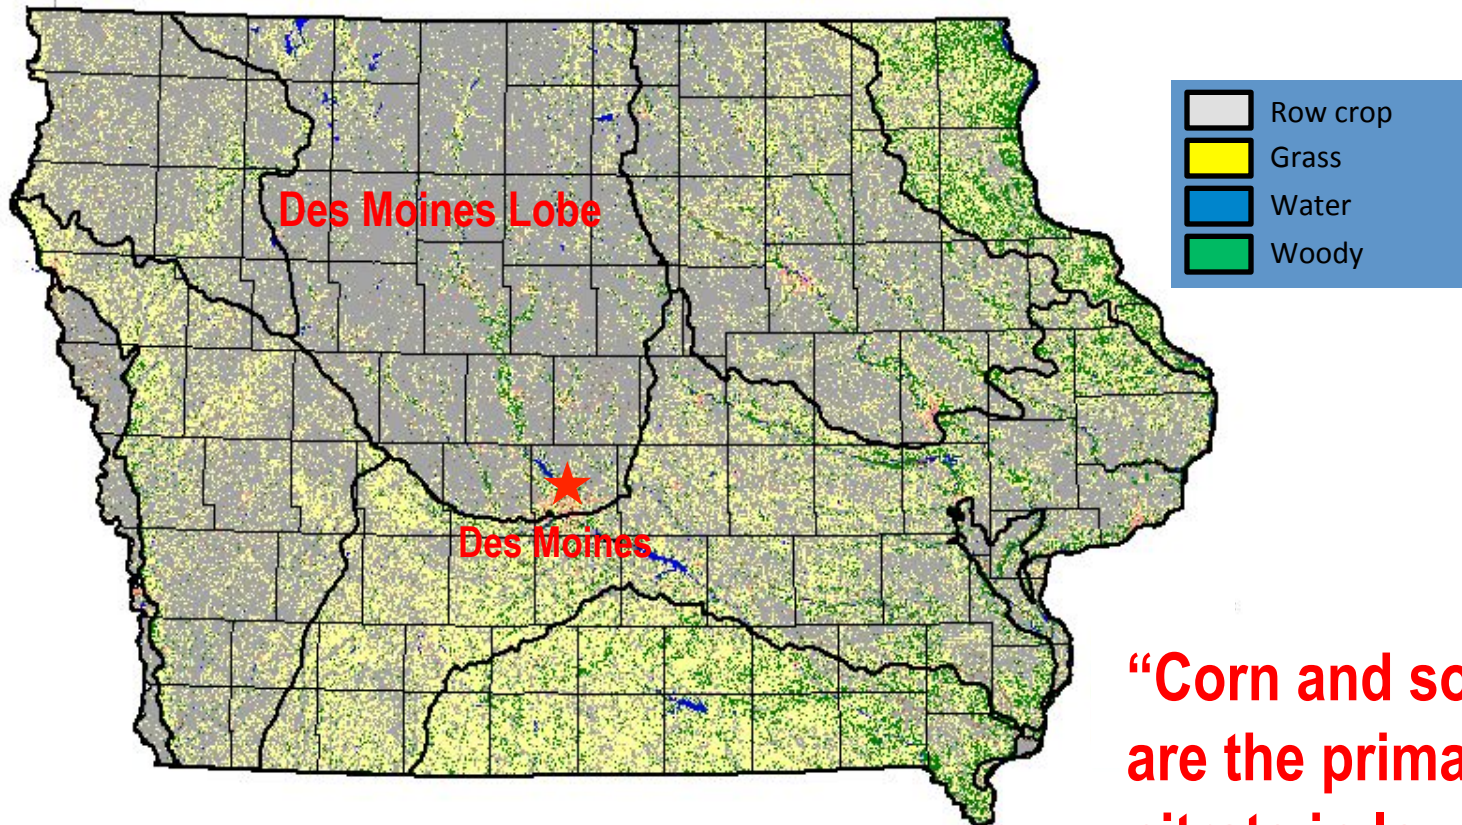 Row crop
Grass
Water
Woody
Des Moines Lobe
Des Moines
“Corn and
are the